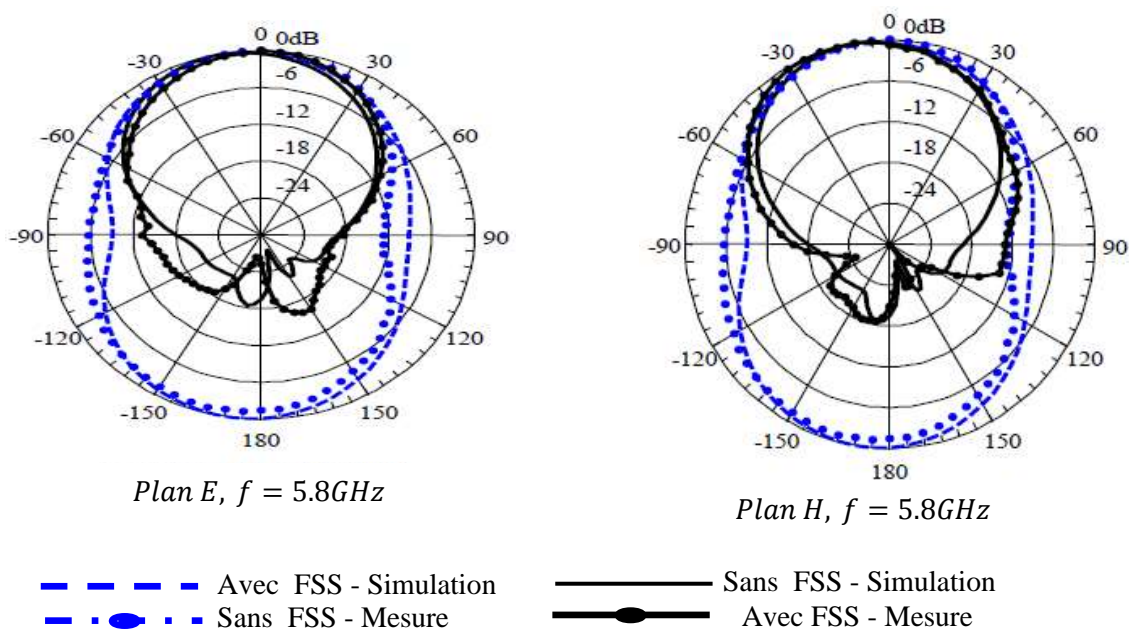 0 0dB
-30 30
-6
-12
-60 60
-18
-24
-90 90
-120 120
-150 150
180
Plan E, f = 5.8GHz
0 0dB
-30 30
-6
-12
-60 60
-18
-24
-90 90
-120 120
-150 150
180
Plan H, f = 5.8GHz
Avec FSS - Simulation
Sans FSS - Mesure
Sans FSS - Simulation
Avec FSS - Mesure